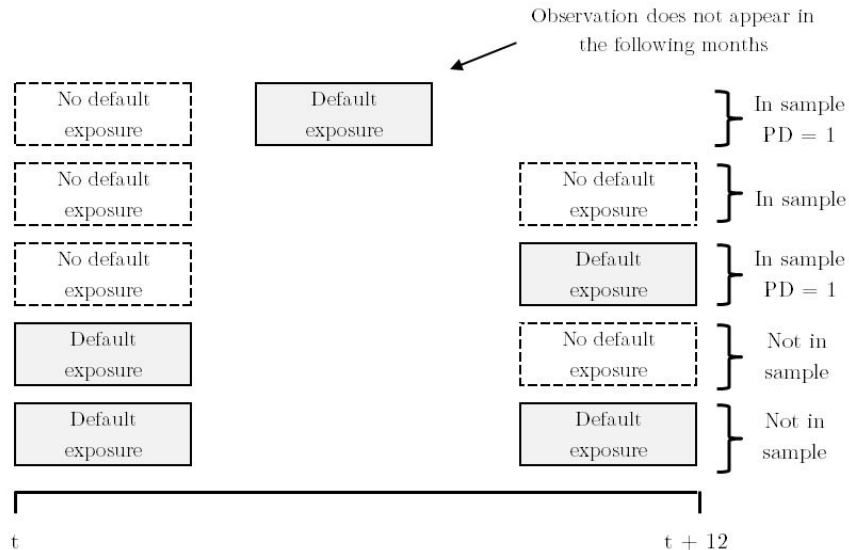 Observation does not appear in
the following months
No default
exposure
Default
exposure
In sample
PD = 1
No default
exposure
No default
exposure
In sample
No default
exposure
Default
exposure
In sample
PD = 1
Default
exposure
No default
exposure
Not in
sample
Default
exposure
Default
exposure
Not in
sample
t
t + 12